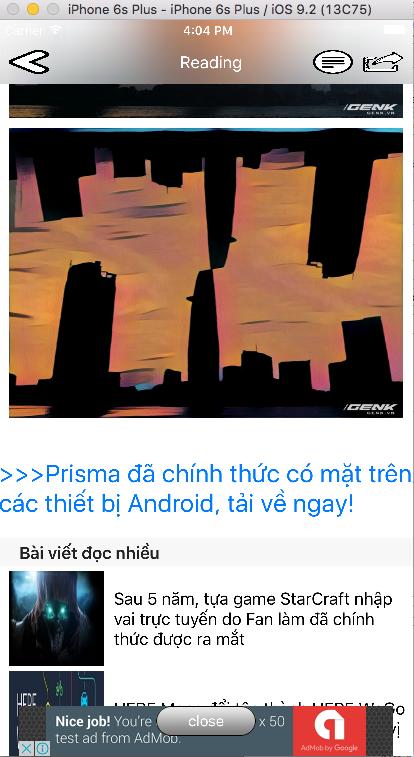 iPhone 6s Plus - iPhone 6s Plus / iOS 9.2 (13C75)
Carrier
4:04 PM
Reading
GENK
GENK.VN
GENK
GENK.VN
>>>Prisma đã chính thức có mặt trên
các thiết bị Android, tải về ngay!
Bài viết đọc nhiều
Sau 5 năm, tựa game StarCraft nhập
vai trực tuyến do Fan làm đã chính
thức được ra mắt
HERE
Nice job! You're
close
x 50
test ad from AdMob.
AdMob by Google